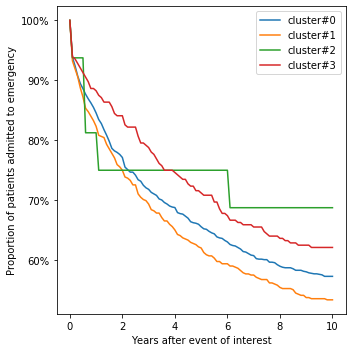 100%
90%
80%
70%
60%
Proportion of patients admitted to emergency
cluster#0
cluster#1
cluster#2
cluster#3
0 2 4 6 8 10
Years after event of interest